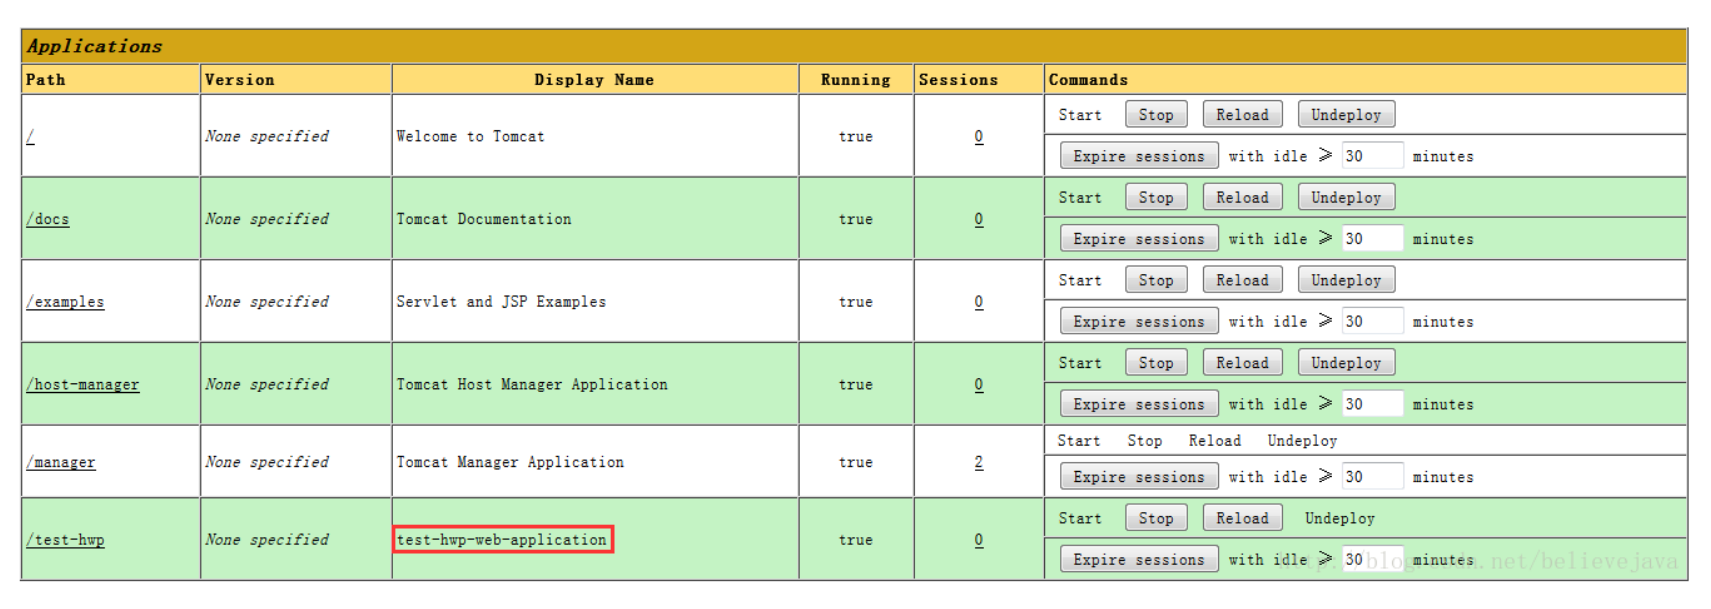 Applications
Path Version Display Name Running Sessions Commands
/ None specified Welcome to Tomcat true 0 Start Stop Reload Undeploy
Expire sessions with idle ≥ 30 minutes
/docs None specified Tomcat Documentation true 0 Start Stop Reload Undeploy
Expire sessions with idle ≥ 30 minutes
/examples None specified Servlet and JSP Examples true 0 Start Stop Reload Undeploy
Expire sessions with idle ≥ 30 minutes
/host-manager None specified Tomcat Host Manager Application true 0 Start Stop Reload Undeploy
Expire sessions with idle ≥ 30 minutes
/manager None specified Tomcat Manager Application true 2 Start Stop Reload Undeploy
Expire sessions with idle ≥ 30 minutes
/test-hwp None specified test-hwp-web-application true 0 Start Stop Reload Undeploy
Expire sessions with idle ≥ 30 minutes
http://blog.csdn.net/believejava